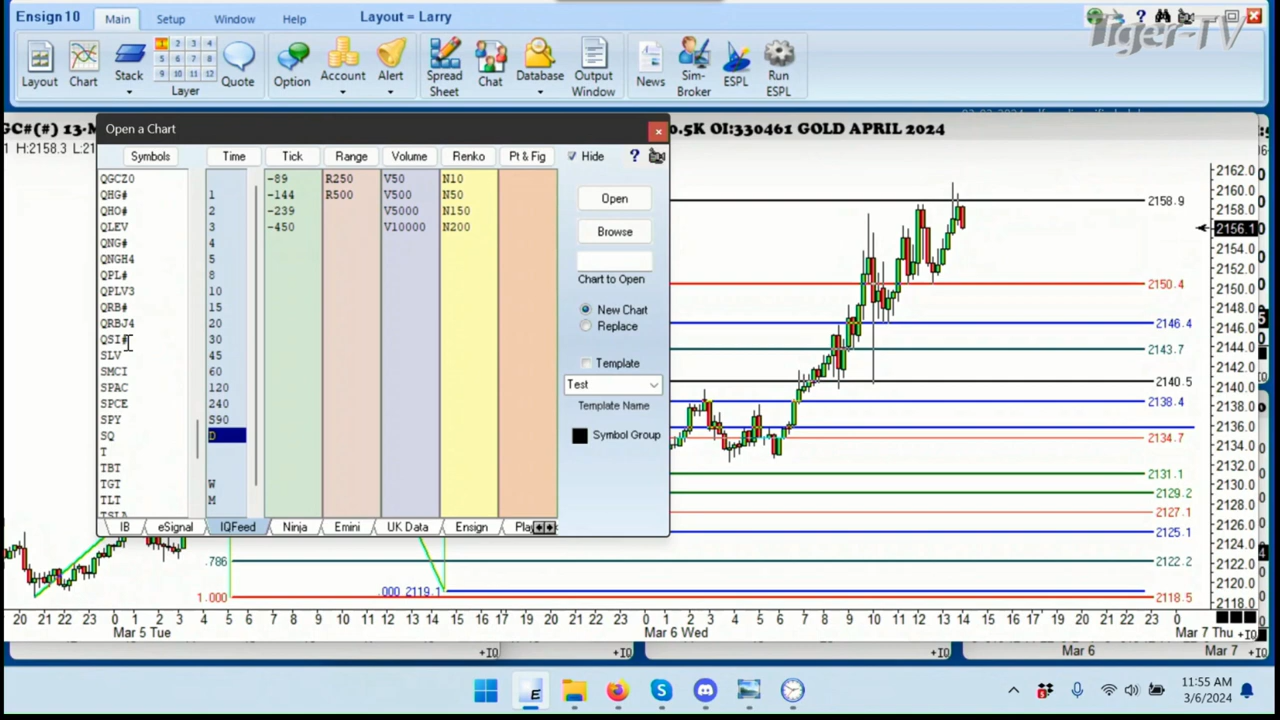 Ensign 10
Main
Setup
Window
Help
Layout = Larry
Tiger-TV
Layout
Chart
Stack
1 2 3 4
5 6 7 8
9 10 11 12
Layer
Quote
Option
Account
Alert
Spread
Sheet
Chat
Database
Output
Window
News
Sim-
Broker
ESPL
Run
ESPL
GC#(#) 13-M
H:2158.3, L:21
0.5K OI:330461 GOLD APRIL 2024
Open a Chart
Symbols
Time
Tick
Range
Volume
Renko
Pt & Fig
Hide
QGCZ0
QHG#
QHO#
QLEV
QNG#
QNGH4
QPL#
QPLV3
QRB#
QRBJ4
QSI#
SLV
SMCI
SPAC
SPCE
SPY
SQ
T
TBT
TGT
TLT
TSLA
1
2
3
4
5
8
10
15
20
30
45
60
120
240
S90
D
W
M
-89
-144
-239
-450
R250
R500
V50
V500
V5000
V10000
N10
N50
N150
N200
Open
Browse
Chart to Open
New Chart
Replace
Template
Test
Template Name
Symbol Group
IB
eSignal
IQFeed
Ninja
Emini
UK Data
Ensign
Pla
2158.9
2150.4
2146.4
2143.7
2140.5
2138.4
2134.7
2131.1
2129.2
2127.1
2125.1
2122.2
2118.5
2162.0
2160.0
2158.0
2156.1
2154.0
2152.0
2150.0
2148.0
2146.0
2144.0
2142.0
2140.0
2138.0
2136.0
2134.0
2132.0
2130.0
2128.0
2126.0
2124.0
2122.0
2120.0
2118.0
.786
.000 2119.1
1.000
20 21 22 23 0 1 2 3 4 5 6 7 8 9 10 11 12 13 14 15 16 17 18 19 20 21 22 23 0 1 2 3 4 5 6 7 8 9 10 11 12 13 14 15 16 17 18 19 20 21 22 23 0
Mar 5 Tue
Mar 6 Wed
Mar 7 Thu
+IO
+IO
+IO
+IO
Mar 6
Mar 7
+IO
11:55 AM
3/6/2024